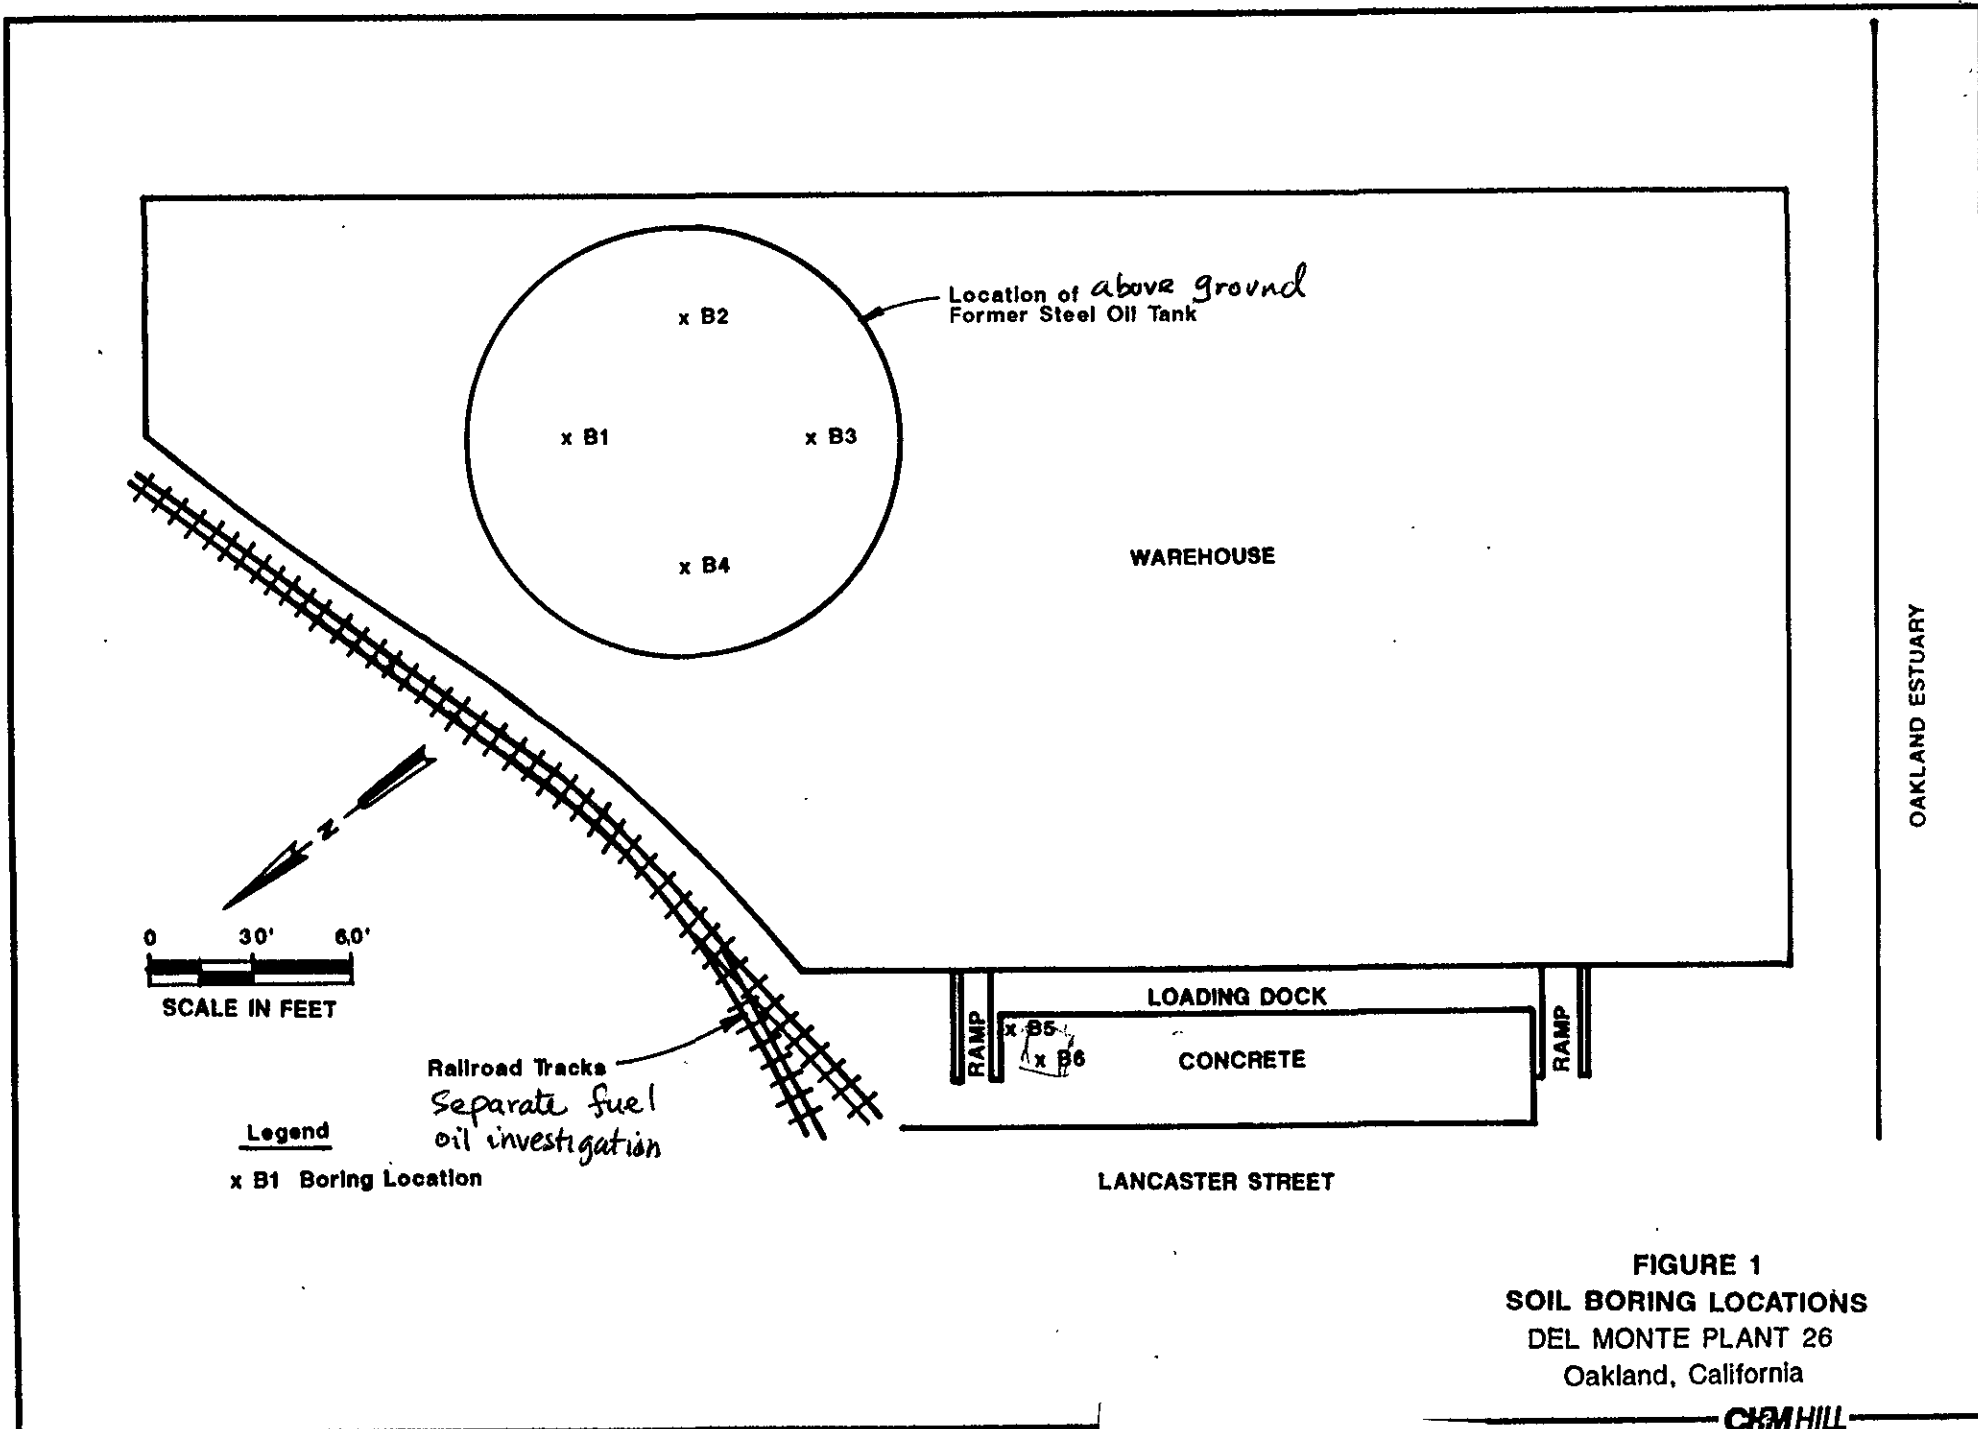 Location of above ground
Former Steel Oil Tank
x B2
x B1
x B3
x B4
WAREHOUSE
OAKLAND ESTUARY
N
0 30' 60'
SCALE IN FEET
LOADING DOCK
RAMP
x B5
x B6
CONCRETE
RAMP
Railroad Tracks
Separate fuel
oil investigation
Legend
x B1 Boring Location
LANCASTER STREET
FIGURE 1
SOIL BORING LOCATIONS
DEL MONTE PLANT 26
Oakland, California
CH2M HILL